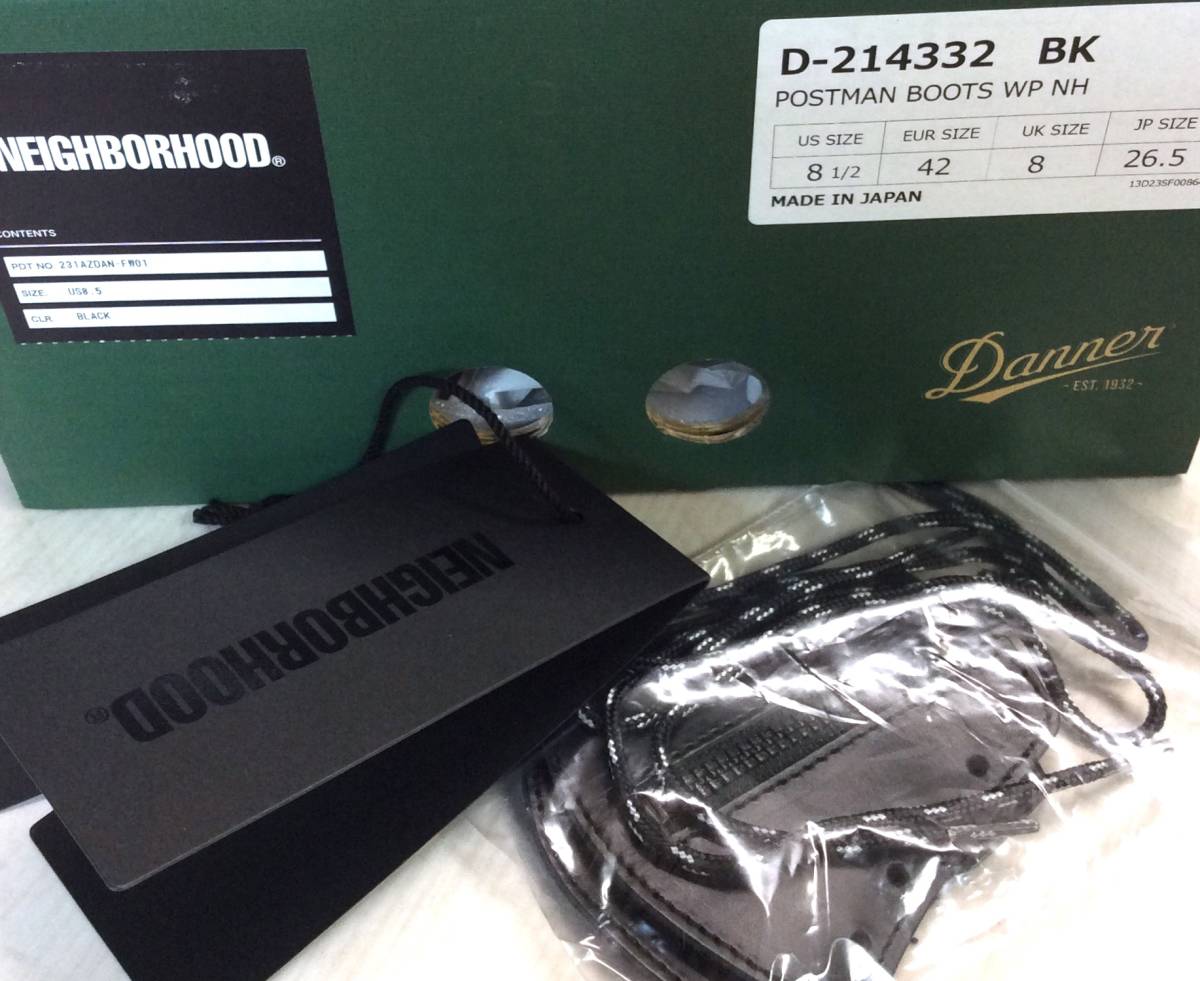 NEIGHBORHOOD®
CONTENTS
PDT NO. 231AZDAN-FW01
SIZE: US8.5
CLR. BLACK
D-214332 BK
POSTMAN BOOTS WP NH
US SIZE EUR SIZE UK SIZE JP SIZE
8 1/2 42 8 26.5
13D23SF0086
MADE IN JAPAN
Danner
~EST. 1932~
NEIGHBORHOOD®